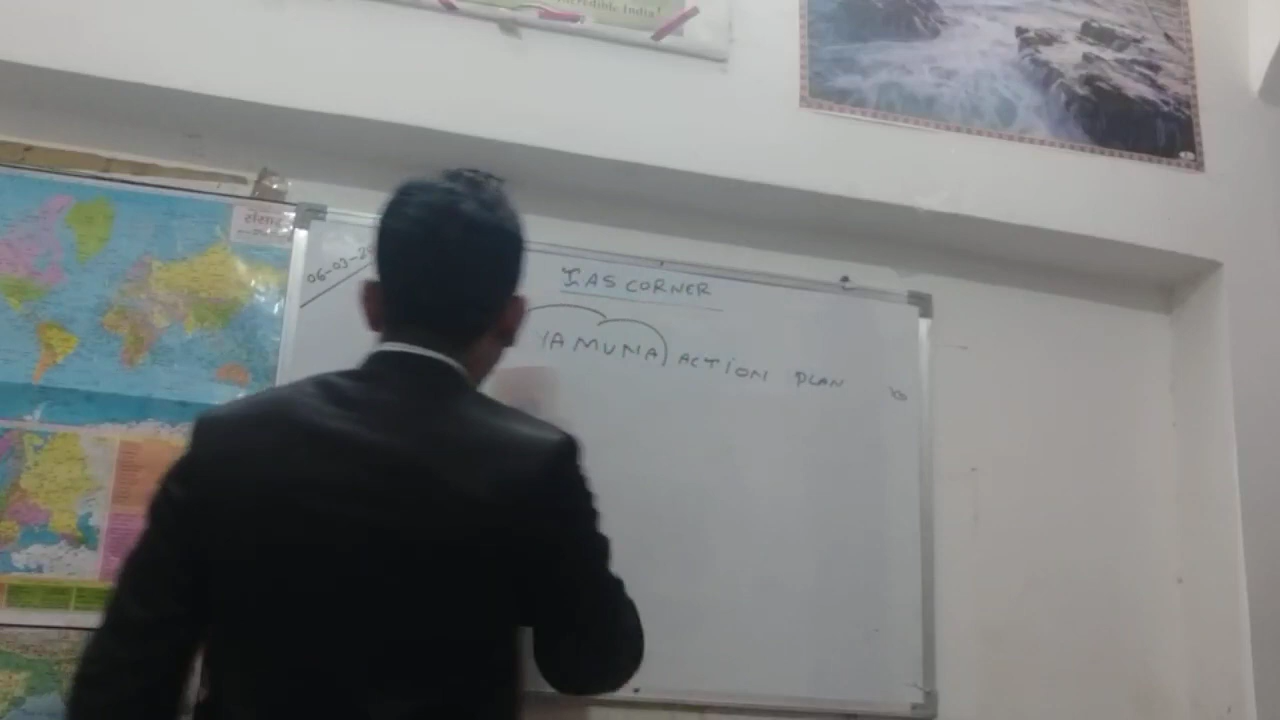 Incredible India!
संसार
06-03-2
IAS CORNER
YAMUNA ACTION PLAN